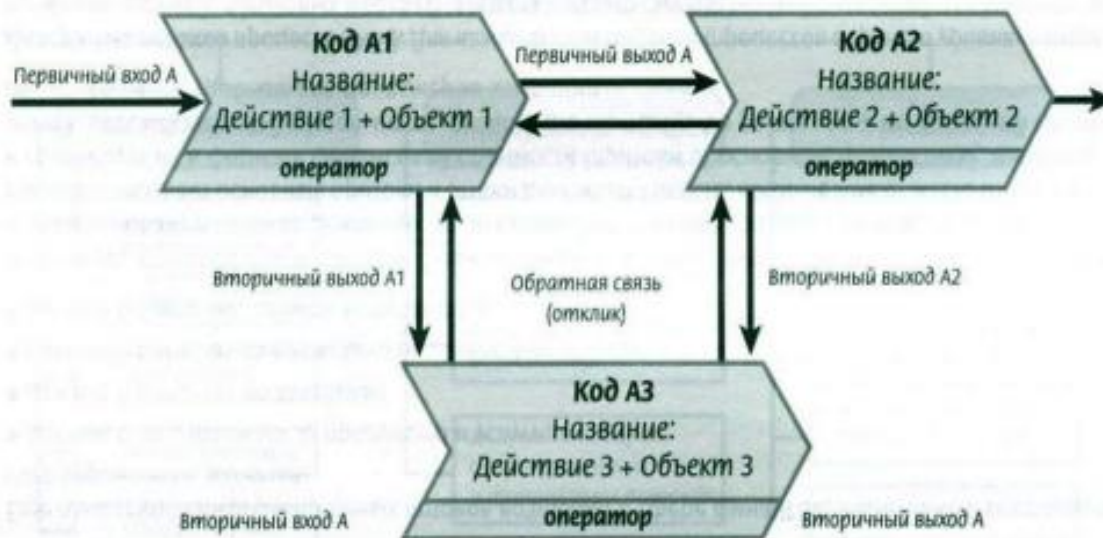 Код А1
Название:
Действие 1 + Объект 1
оператор
Первичный вход А
Первичный выход А
Код А2
Название:
Действие 2 + Объект 2
оператор
Вторичный выход А1
Обратная связь
(отклик)
Вторичный выход А2
Код А3
Название:
Действие 3 + Объект 3
оператор
Вторичный вход А
Вторичный выход А